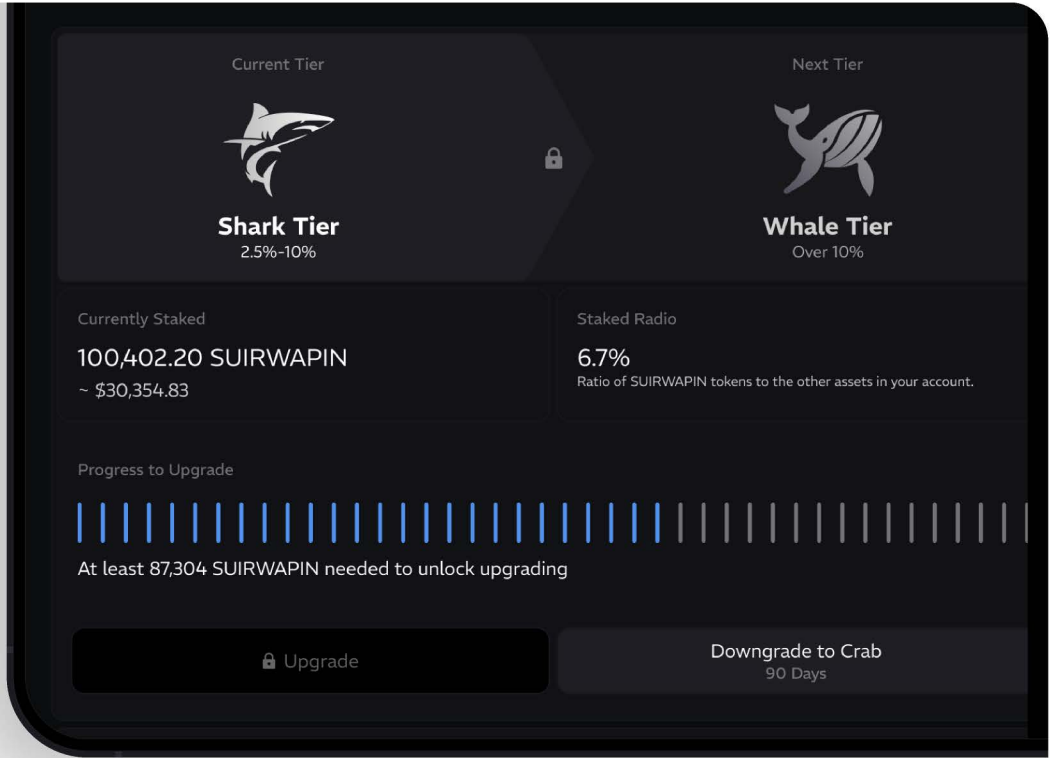 Current Tier
Next Tier
Shark Tier
2.5%-10%
Whale Tier
Over 10%
Currently Staked
100,402.20 SUIRWAPIN
~ $30,354.83
Staked Radio
6.7%
Ratio of SUIRWAPIN tokens to the other assets in your account.
Progress to Upgrade
At least 87,304 SUIRWAPIN needed to unlock upgrading
Upgrade
Downgrade to Crab
90 Days